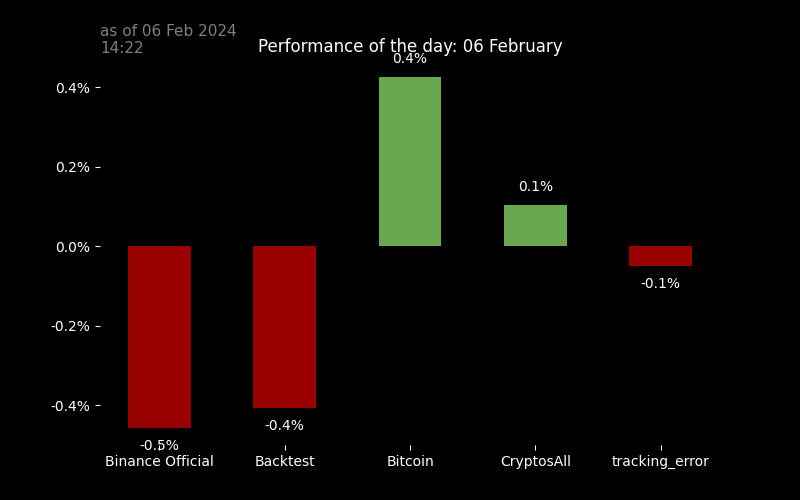 as of 06 Feb 2024
14:22
Performance of the day: 06 February
0.4%
0.4%
0.2%
0.1%
0.0%
-0.1%
-0.2%
-0.4%
-0.4%
-0.5%
Binance Official
Backtest
Bitcoin
CryptosAll
tracking_error